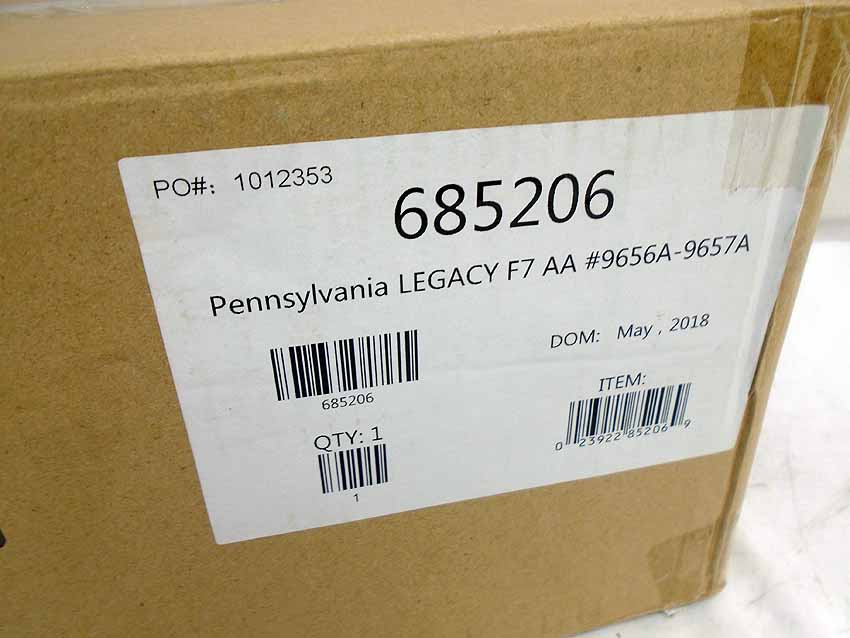 PO#: 1012353
685206
Pennsylvania LEGACY F7 AA #9656A-9657A
DOM: May , 2018
685206
ITEM:
0 23922 85206 9
QTY: 1
1